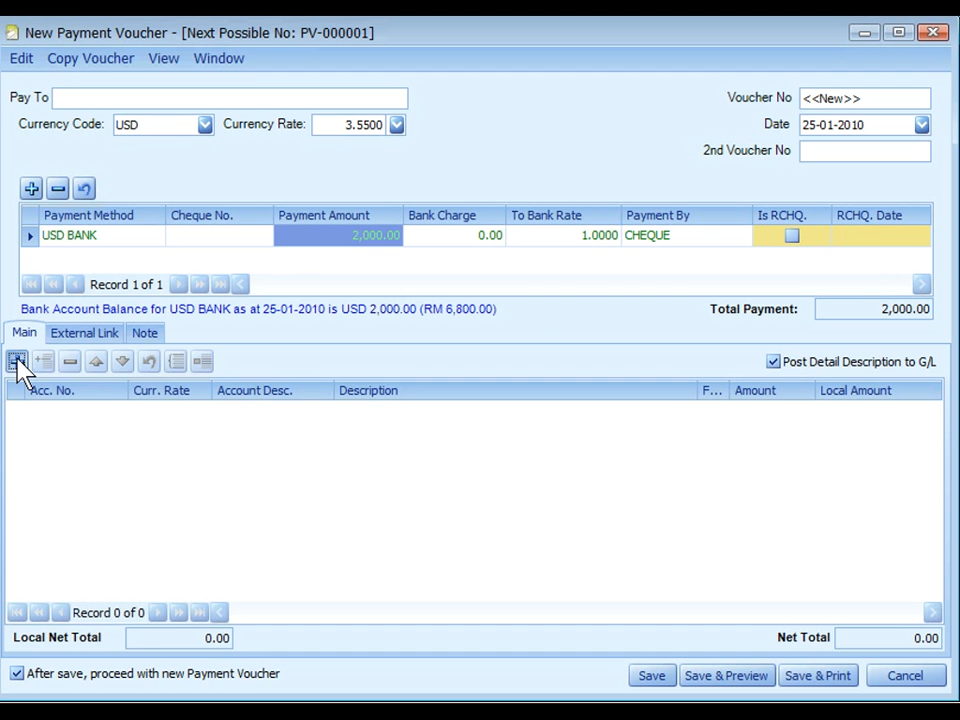 New Payment Voucher - [Next Possible No: PV-000001]
Edit Copy Voucher View Window
Pay To
Voucher No <<New>>
Currency Code: USD Currency Rate: 3.5500
Date 25-01-2010
2nd Voucher No
Payment Method Cheque No. Payment Amount Bank Charge To Bank Rate Payment By Is RCHQ. RCHQ. Date
USD BANK 2,000.00 0.00 1.0000 CHEQUE
Record 1 of 1
Bank Account Balance for USD BANK as at 25-01-2010 is USD 2,000.00 (RM 6,800.00)
Total Payment: 2,000.00
Main External Link Note
Post Detail Description to G/L
Acc. No. Curr. Rate Account Desc. Description F... Amount Local Amount
Record 0 of 0
Local Net Total 0.00 Net Total 0.00
After save, proceed with new Payment Voucher
Save Save & Preview Save & Print Cancel